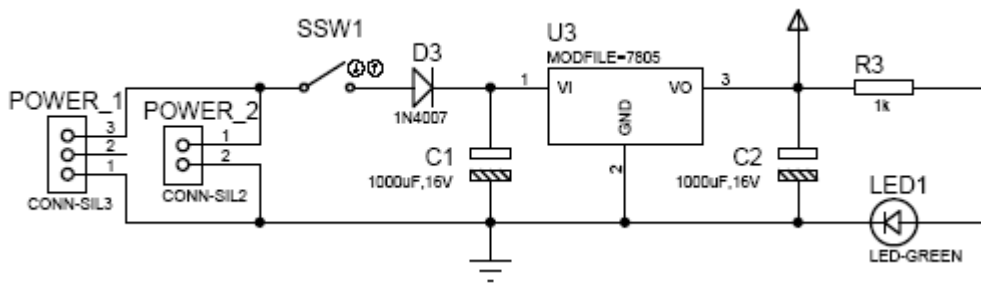 SSW1
U3
MODFILE=7805
D3
1
VI
VO
3
GND
2
R3
1k
1N4007
POWER_1
3
2
1
CONN-SIL3
POWER_2
1
2
CONN-SIL2
C1
1000uF,16V
C2
1000uF,16V
LED1
LED-GREEN